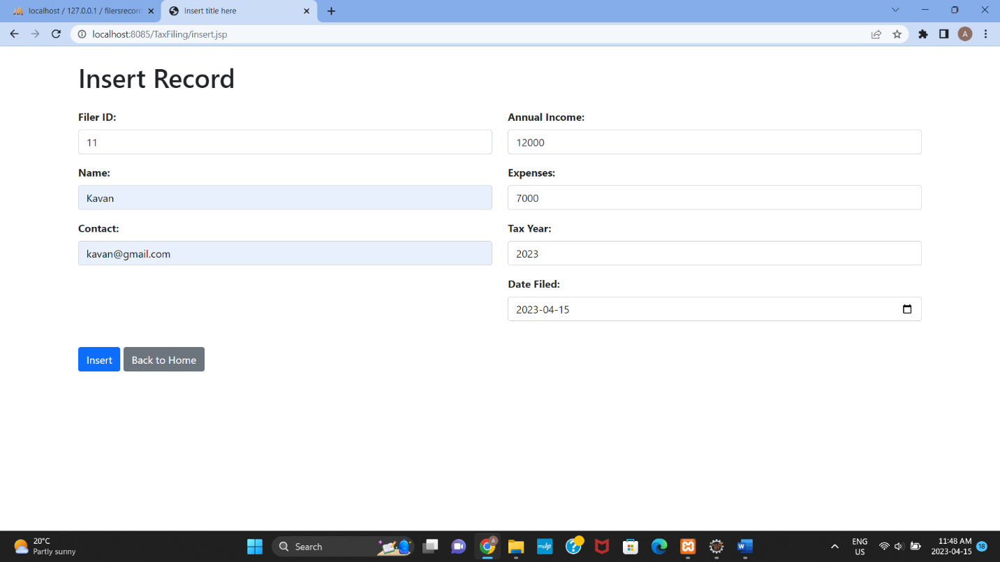 localhost / 127.0.0.1 / filersrecord
Insert title here
localhost:8085/TaxFiling/insert.jsp
A
Insert Record
Filer ID:
11
Name:
Kavan
Contact:
kavan@gmail.com
Annual Income:
12000
Expenses:
7000
Tax Year:
2023
Date Filed:
2023-04-15
Insert
Back to Home
20°C
Partly sunny
Search
A
myhp
W
ENG
US
11:48 AM
2023-04-15
18